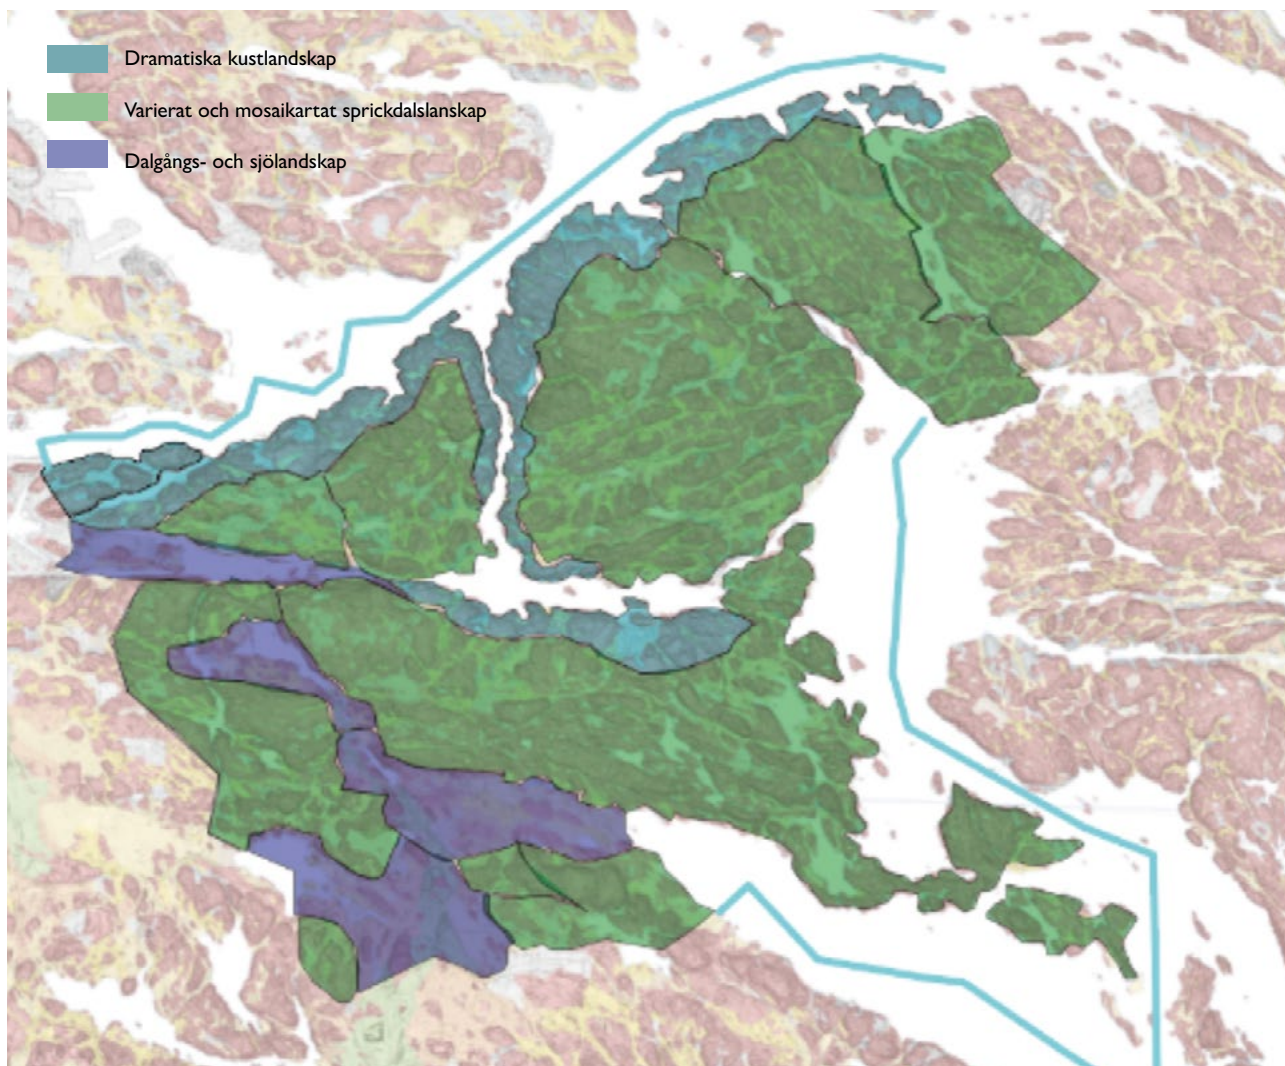 Dramatiska kustlandskap
Varierat och mosaikartat sprickdalslanskap
Dalgångs- och sjölandskap